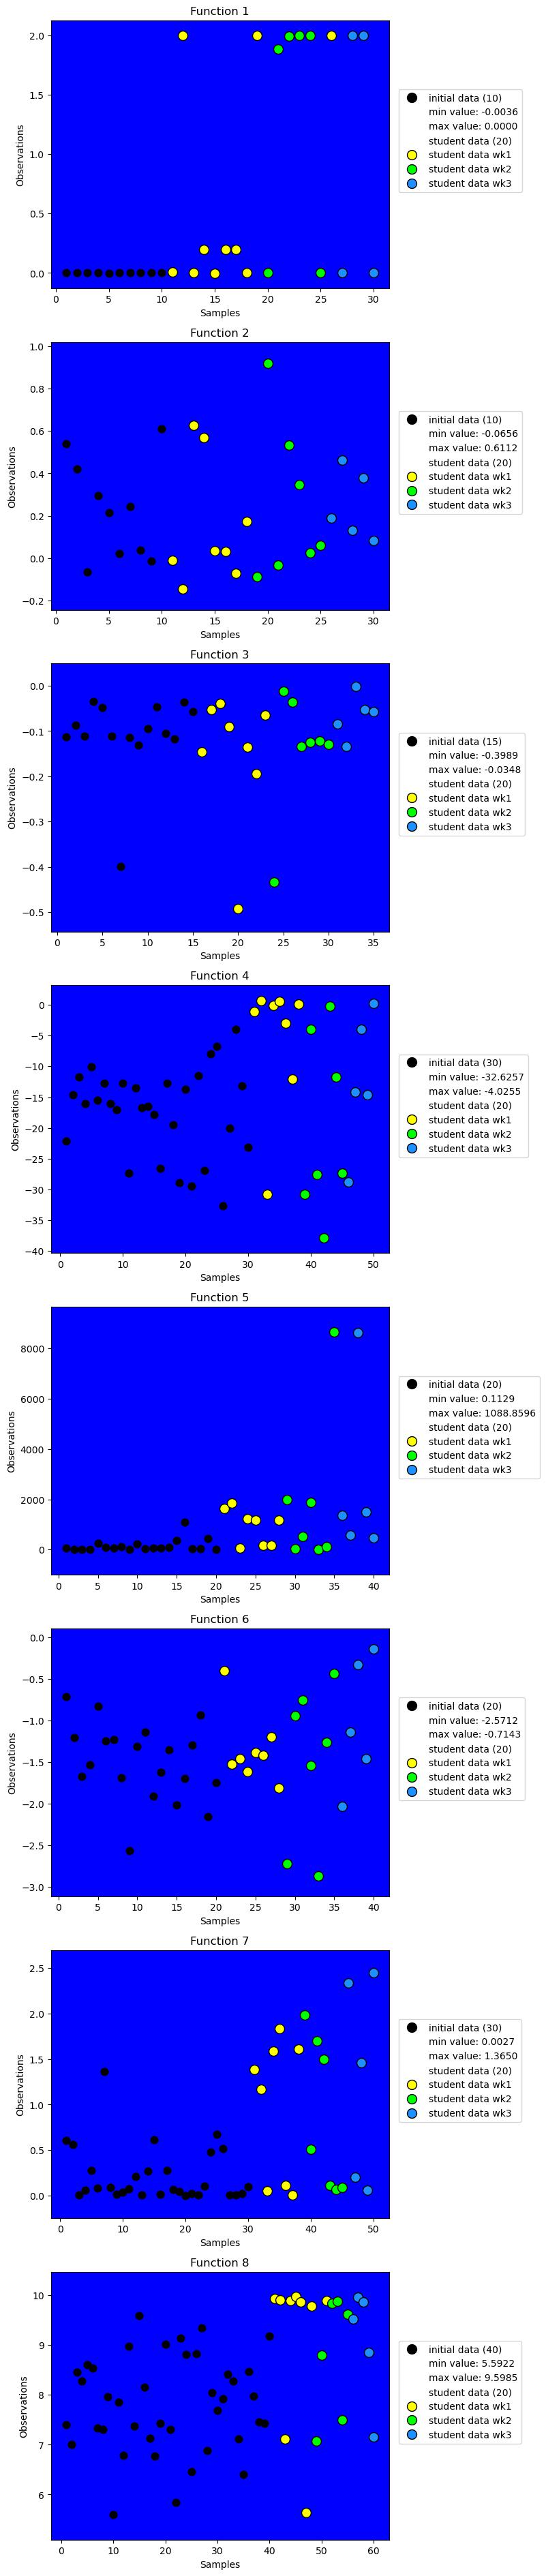 Function 1
2.0
1.5
1.0
0.5
0.0
Observations
0 5 10 15 20 25 30
Samples
initial data (10)
min value: -0.0036
max value: 0.0000
student data (20)
student data wk1
student data wk2
student data wk3
Function 2
1.0
0.8
0.6
0.4
0.2
0.0
−0.2
Observations
0 5 10 15 20 25 30
Samples
initial data (10)
min value: -0.0656
max value: 0.6112
student data (20)
student data wk1
student data wk2
student data wk3
Function 3
0.0
−0.1
−0.2
−0.3
−0.4
−0.5
Observations
0 5 10 15 20 25 30 35
Samples
initial data (15)
min value: -0.3989
max value: -0.0348
student data (20)
student data wk1
student data wk2
student data wk3
Function 4
0
−5
−10
−15
−20
−25
−30
−35
−40
Observations
0 10 20 30 40 50
Samples
initial data (30)
min value: -32.6257
max value: -4.0255
student data (20)
student data wk1
student data wk2
student data wk3
Function 5
8000
6000
4000
2000
0
Observations
0 5 10 15 20 25 30 35 40
Samples
initial data (20)
min value: 0.1129
max value: 1088.8596
student data (20)
student data wk1
student data wk2
student data wk3
Function 6
0.0
−0.5
−1.0
−1.5
−2.0
−2.5
−3.0
Observations
0 5 10 15 20 25 30 35 40
Samples
initial data (20)
min value: -2.5712
max value: -0.7143
student data (20)
student data wk1
student data wk2
student data wk3
Function 7
2.5
2.0
1.5
1.0
0.5
0.0
Observations
0 10 20 30 40 50
Samples
initial data (30)
min value: 0.0027
max value: 1.3650
student data (20)
student data wk1
student data wk2
student data wk3
Function 8
10
9
8
7
6
Observations
0 10 20 30 40 50 60
Samples
initial data (40)
min value: 5.5922
max value: 9.5985
student data (20)
student data wk1
student data wk2
student data wk3